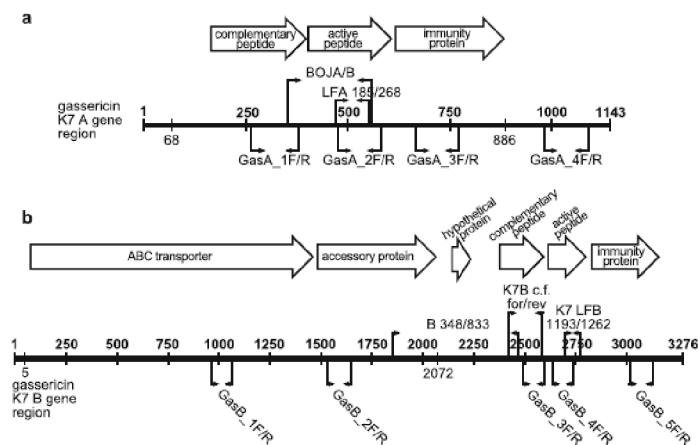 a
complementary
peptide
active
peptide
immunity
protein
BOJA/B
LFA 185/268
gassericin
K7 A gene
region
1
250
500
750
1000
1143
68
886
GasA_1F/R
GasA_2F/R
GasA_3F/R
GasA_4F/R
b
hypothetical
protein
complementary
peptide
active
peptide
ABC transporter
accessory protein
immunity
protein
K7B c.f.
for/rev
K7 LFB
B 348/833
1193/1262
1
250
500
750
1000
1250
1500
1750
2000
2250
2500
2750
3000
3276
5
2072
gassericin
K7 B gene
region
GasB_1F/R
GasB_2F/R
GasB_3F/R
GasB_4F/R
GasB_5F/R